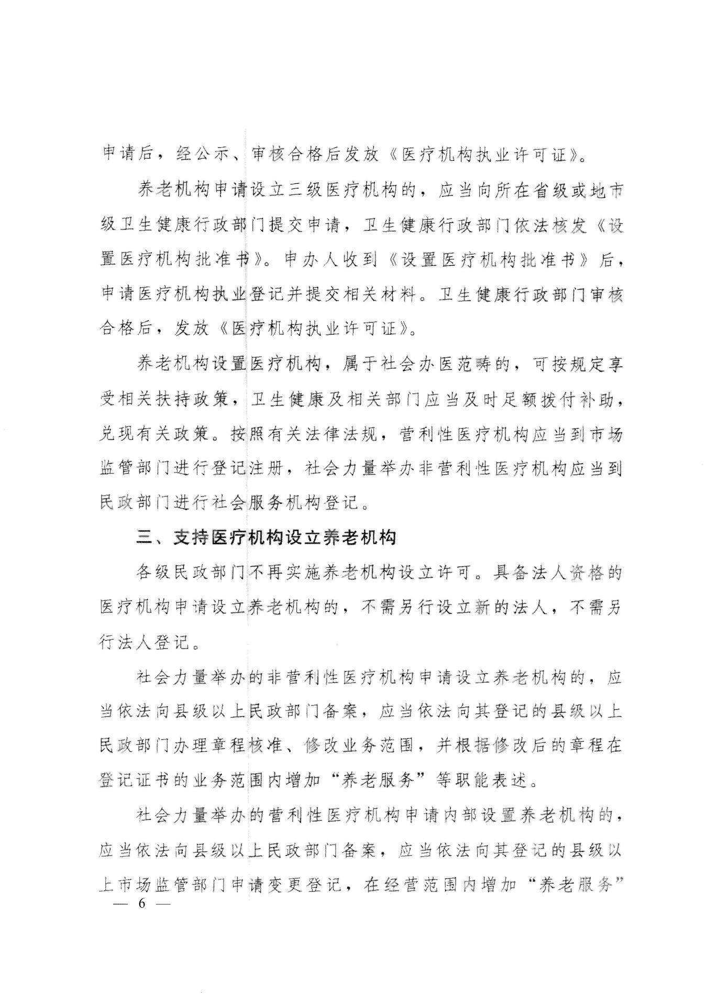 申请后，经公示、审核合格后发放《医疗机构执业许可证》。
养老机构申请设立三级医疗机构的，应当向所在省级或地市
级卫生健康行政部门提交申请，卫生健康行政部门依法核发《设
置医疗机构批准书》。申办人收到《设置医疗机构批准书》后，
申请医疗机构执业登记并提交相关材料。卫生健康行政部门审核
合格后，发放《医疗机构执业许可证》。
养老机构设置医疗机构，属于社会办医范畴的，可按规定享
受相关扶持政策，卫生健康及相关部门应当及时足额拨付补助，
兑现有关政策。按照有关法律法规，营利性医疗机构应当到市场
监管部门进行登记注册，社会力量举办非营利性医疗机构应当到
民政部门进行社会服务机构登记。
三、支持医疗机构设立养老机构
各级民政部门不再实施养老机构设立许可。具备法人资格的
医疗机构申请设立养老机构的，不需另行设立新的法人，不需另
行法人登记。
社会力量举办的非营利性医疗机构申请设立养老机构的，应
当依法向县级以上民政部门备案，应当依法向其登记的县级以上
民政部门办理章程核准、修改业务范围，并根据修改后的章程在
登记证书的业务范围内增加“养老服务”等职能表述。
社会力量举办的营利性医疗机构申请内部设置养老机构的，
应当依法向县级以上民政部门备案，应当依法向其登记的县级以
上市场监管部门申请变更登记，在经营范围内增加“养老服务”
— 6 —